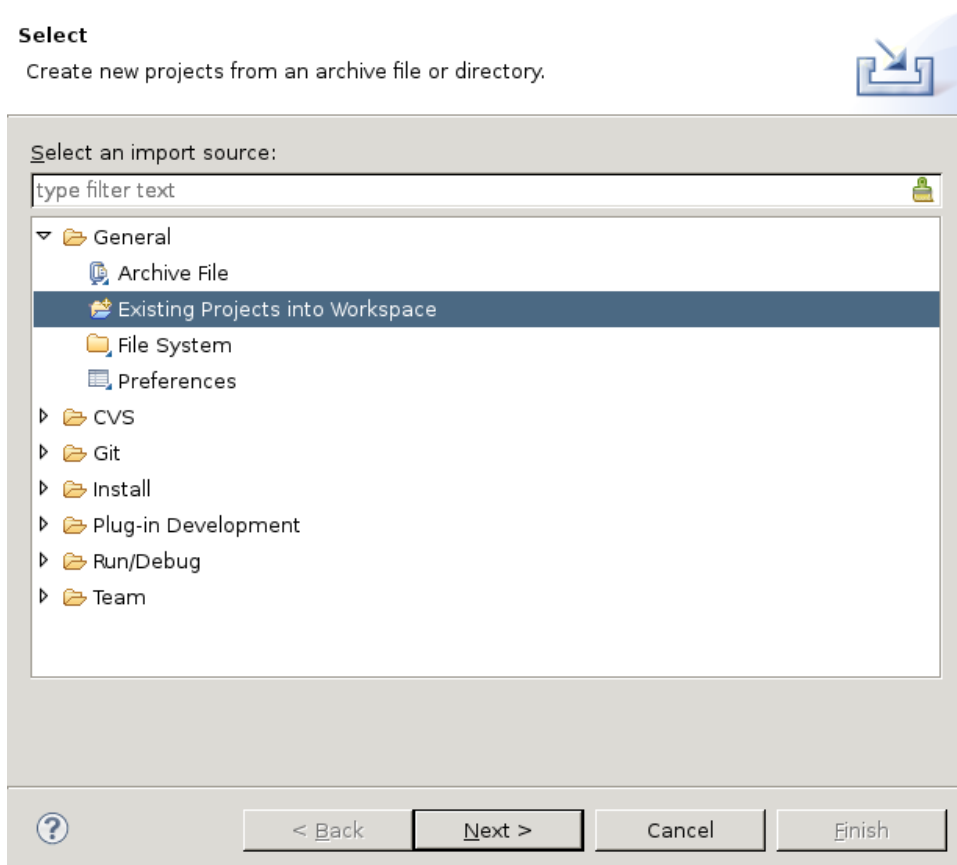 Select
Create new projects from an archive file or directory.
Select an import source:
type filter text
General
Archive File
Existing Projects into Workspace
File System
Preferences
CVS
Git
Install
Plug-in Development
Run/Debug
Team
? < Back Next > Cancel Finish